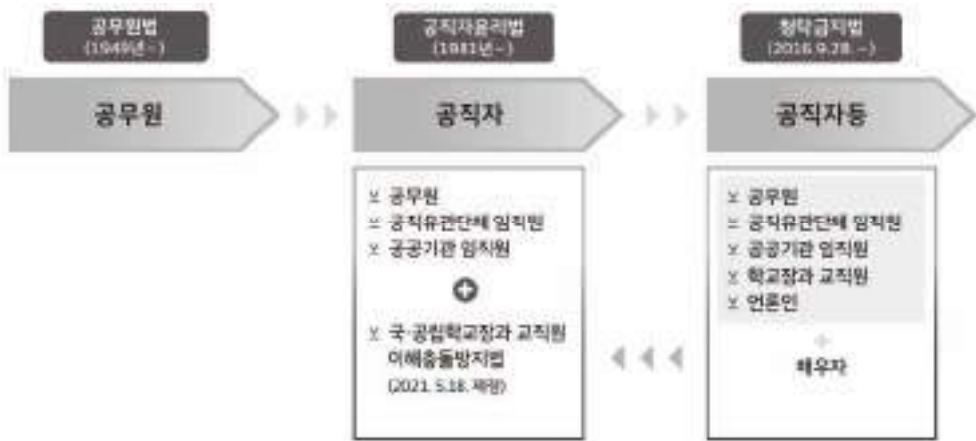 공무원법
(1949년~)
공무원
공직자윤리법
(1981년~)
공직자
공무원
공직유관단체 임직원
공공기관 임직원
국·공립학교장과 교직원
이해충돌방지법
(2021. 5.18. 제정)
청탁금지법
(2016.9.28.~)
공직자등
공무원
공직유관단체 임직원
공공기관 임직원
학교장과 교직원
언론인
+
배우자